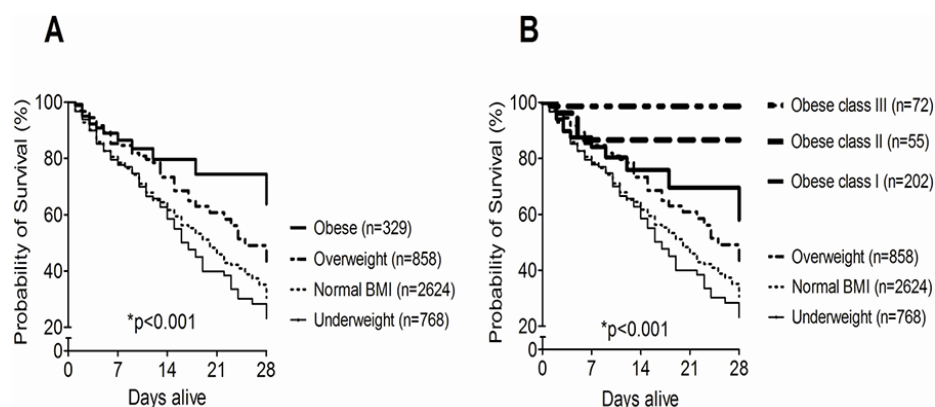 A
Probability of Survival (%)
100
80
60
40
20
0
0 7 14 21 28
Days alive
*p<0.001
Obese (n=329)
Overweight (n=858)
Normal BMI (n=2624)
Underweight (n=768)
B
Probability of Survival (%)
100
80
60
40
20
0
0 7 14 21 28
Days alive
*p<0.001
Obese class III (n=72)
Obese class II (n=55)
Obese class I (n=202)
Overweight (n=858)
Normal BMI (n=2624)
Underweight (n=768)